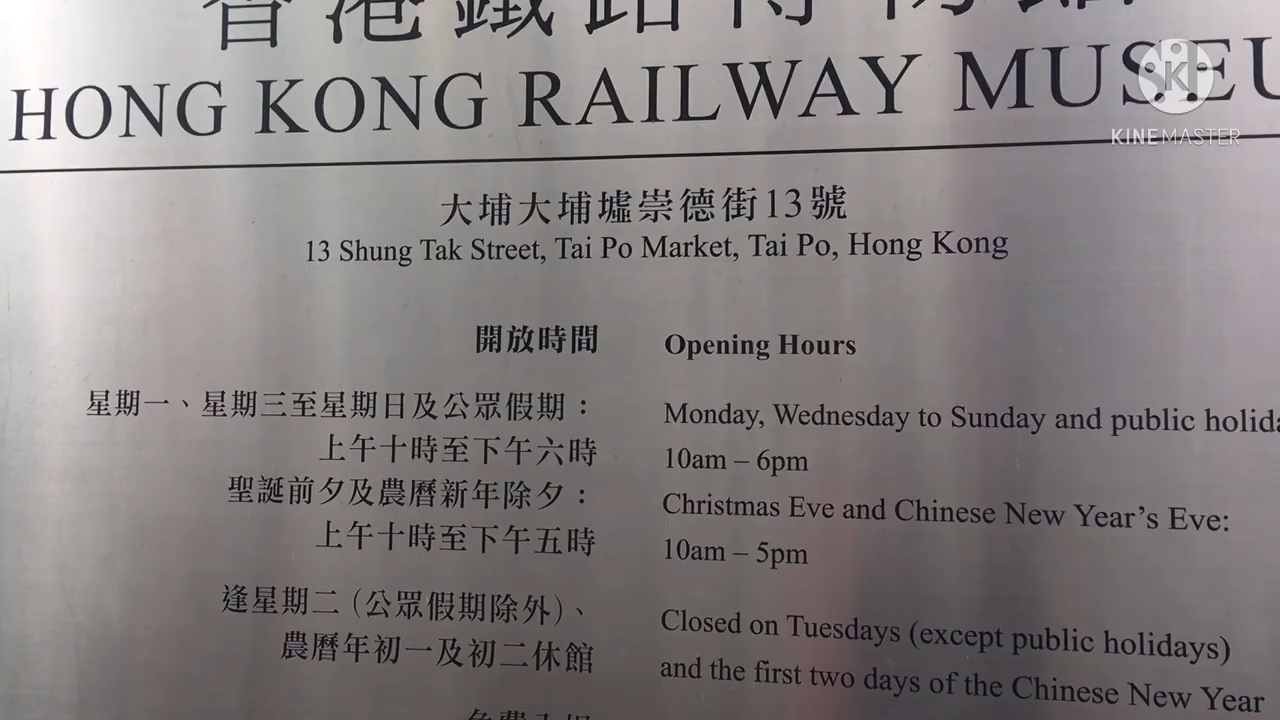 香港鐵路博物館
HONG KONG RAILWAY MUSEU
KINEMASTER
大埔大埔墟崇德街13號
13 Shung Tak Street, Tai Po Market, Tai Po, Hong Kong
開放時間 Opening Hours
星期一、星期三至星期日及公眾假期： Monday, Wednesday to Sunday and public holida
上午十時至下午六時 10am – 6pm
聖誕前夕及農曆新年除夕： Christmas Eve and Chinese New Year's Eve:
上午十時至下午五時 10am – 5pm
逢星期二（公眾假期除外）、 Closed on Tuesdays (except public holidays)
農曆年初一及初二休館 and the first two days of the Chinese New Year